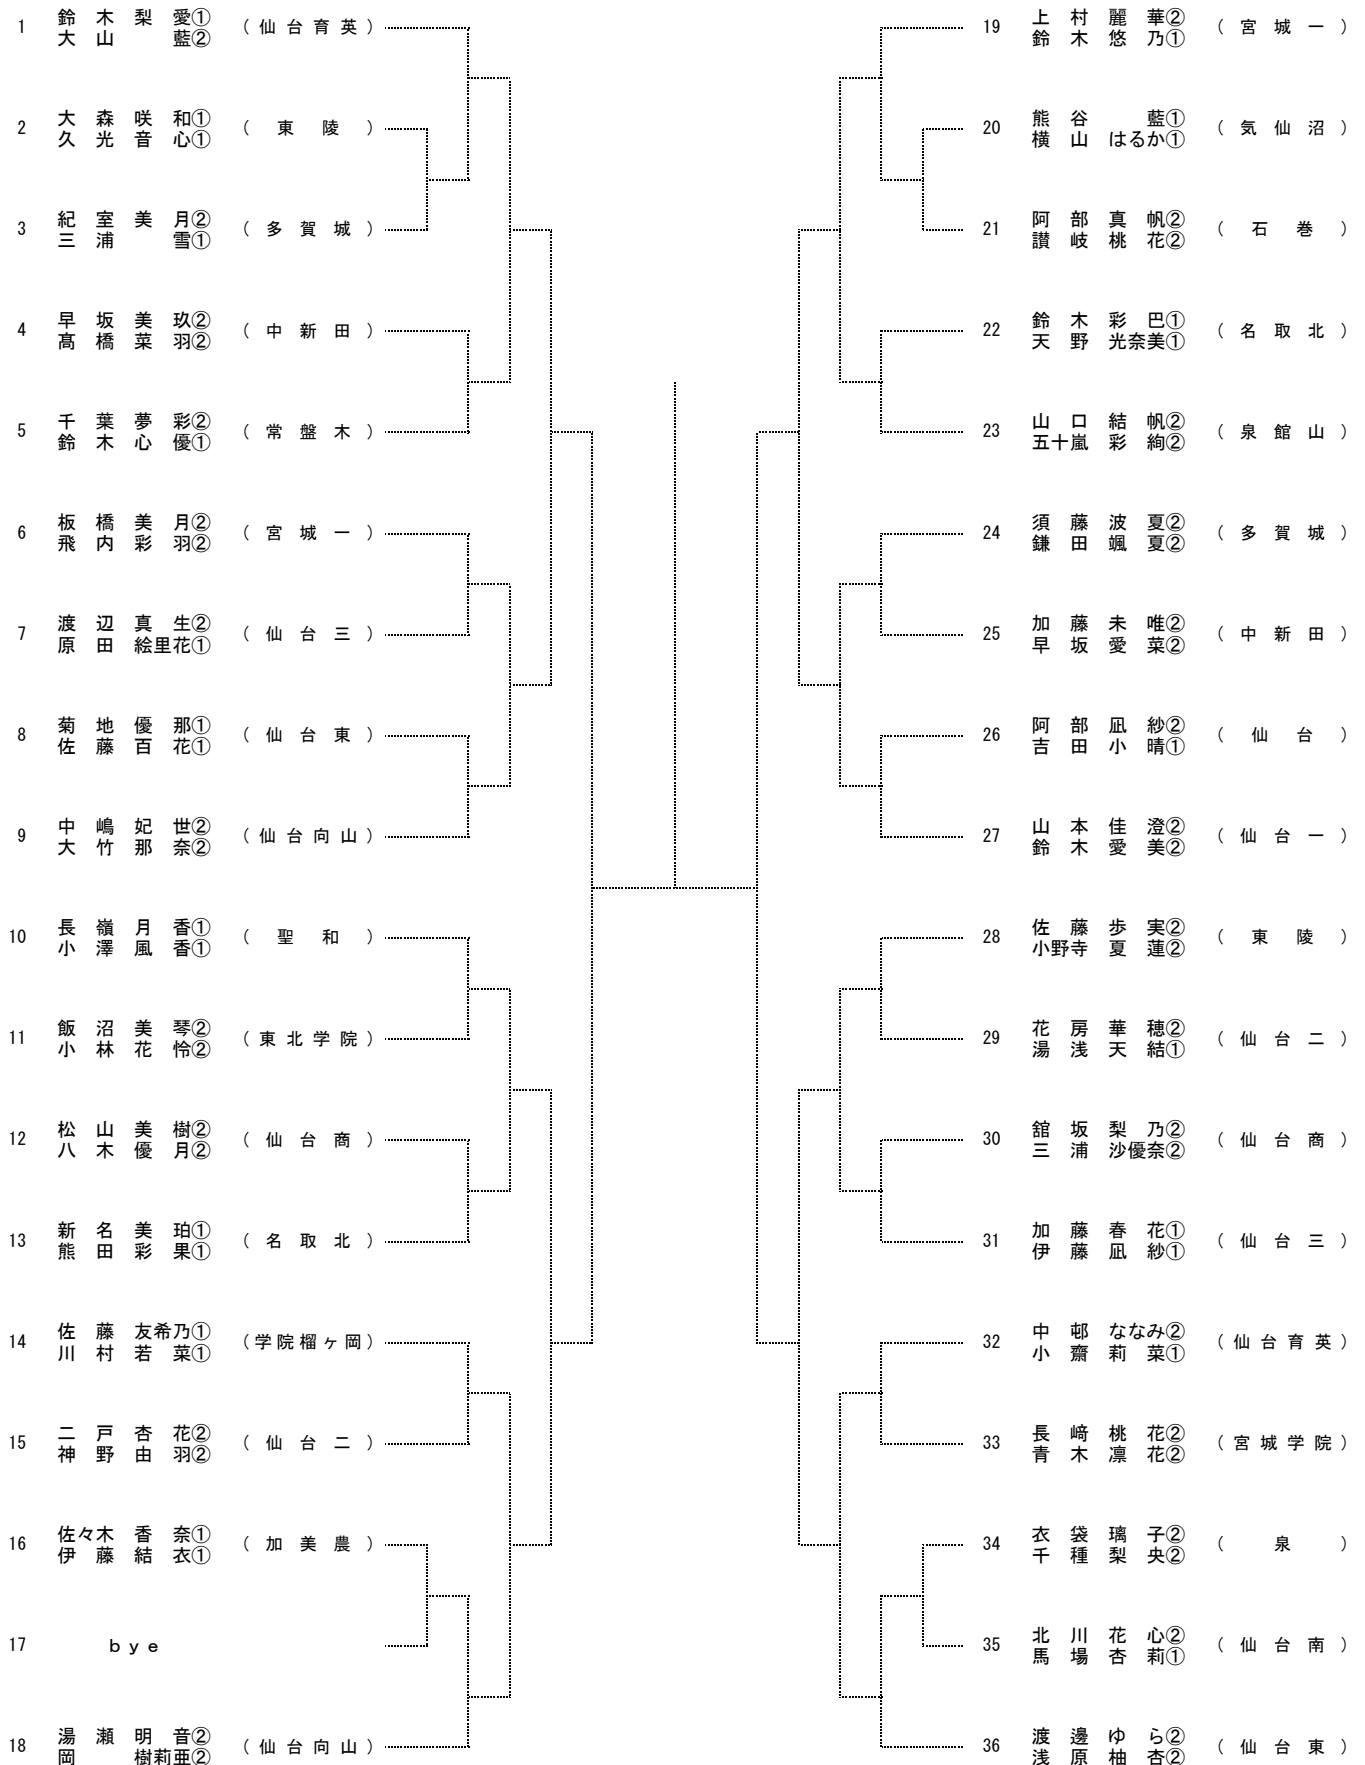 鈴木梨愛①
1 （仙台育英）
大山藍②
大森咲和①
2 （東陵）
久光音心①
紀室美月②
3 （多賀城）
三浦雪①
早坂美玖②
4 （中新田）
髙橋菜羽②
千葉夢彩②
5 （常盤木）
鈴木心優①
板橋美月②
6 （宮城一）
飛内彩羽②
渡辺真生②
7 （仙台三）
原田絵里花①
菊地優那①
8 （仙台東）
佐藤百花①
中嶋妃世②
9 （仙台向山）
大竹那奈②
長嶺月香①
10 （聖和）
小澤風香①
飯沼美琴②
11 （東北学院）
小林花怜②
松山美樹②
12 （仙台商）
八木優月②
新名美珀①
13 （名取北）
熊田彩果①
佐藤友希乃①
14 （学院榴ヶ岡）
川村若菜①
二戸杏花②
15 （仙台二）
神野由羽②
佐々木香奈①
16 （加美農）
伊藤結衣①
17 ｂｙｅ
湯瀬明音②
18 （仙台向山）
岡樹莉亜②
上村麗華②
19 （宮城一）
鈴木悠乃①
熊谷藍①
20 （気仙沼）
横山はるか①
阿部真帆②
21 （石巻）
讃岐桃花②
鈴木彩巴①
22 （名取北）
天野光奈美①
山口結帆②
23 （泉館山）
五十嵐彩絢②
須藤波夏②
24 （多賀城）
鎌田颯夏②
加藤未唯②
25 （中新田）
早坂愛菜②
阿部凪紗②
26 （仙台）
吉田小晴①
山本佳澄②
27 （仙台一）
鈴木愛美②
佐藤歩実②
28 （東陵）
小野寺夏蓮②
花房華穂②
29 （仙台二）
湯浅天結①
舘坂梨乃②
30 （仙台商）
三浦沙優奈②
加藤春花①
31 （仙台三）
伊藤凪紗①
中邨ななみ②
32 （仙台育英）
小齋莉菜①
長﨑桃花②
33 （宮城学院）
青木凛花②
衣袋璃子②
34 （泉）
千種梨央②
北川花心②
35 （仙台南）
馬場杏莉①
渡邊ゆら②
36 （仙台東）
浅原柚杏②